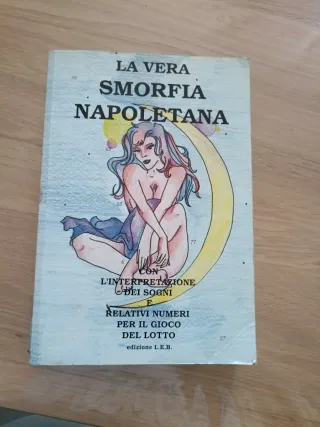 LA VERA
SMORFIA
NAPOLETANA
CON
L'INTERPRETAZIONE
DEI SOGNI
E
RELATIVI NUMERI
PER IL GIOCO
DEL LOTTO
edizione L.E.B.